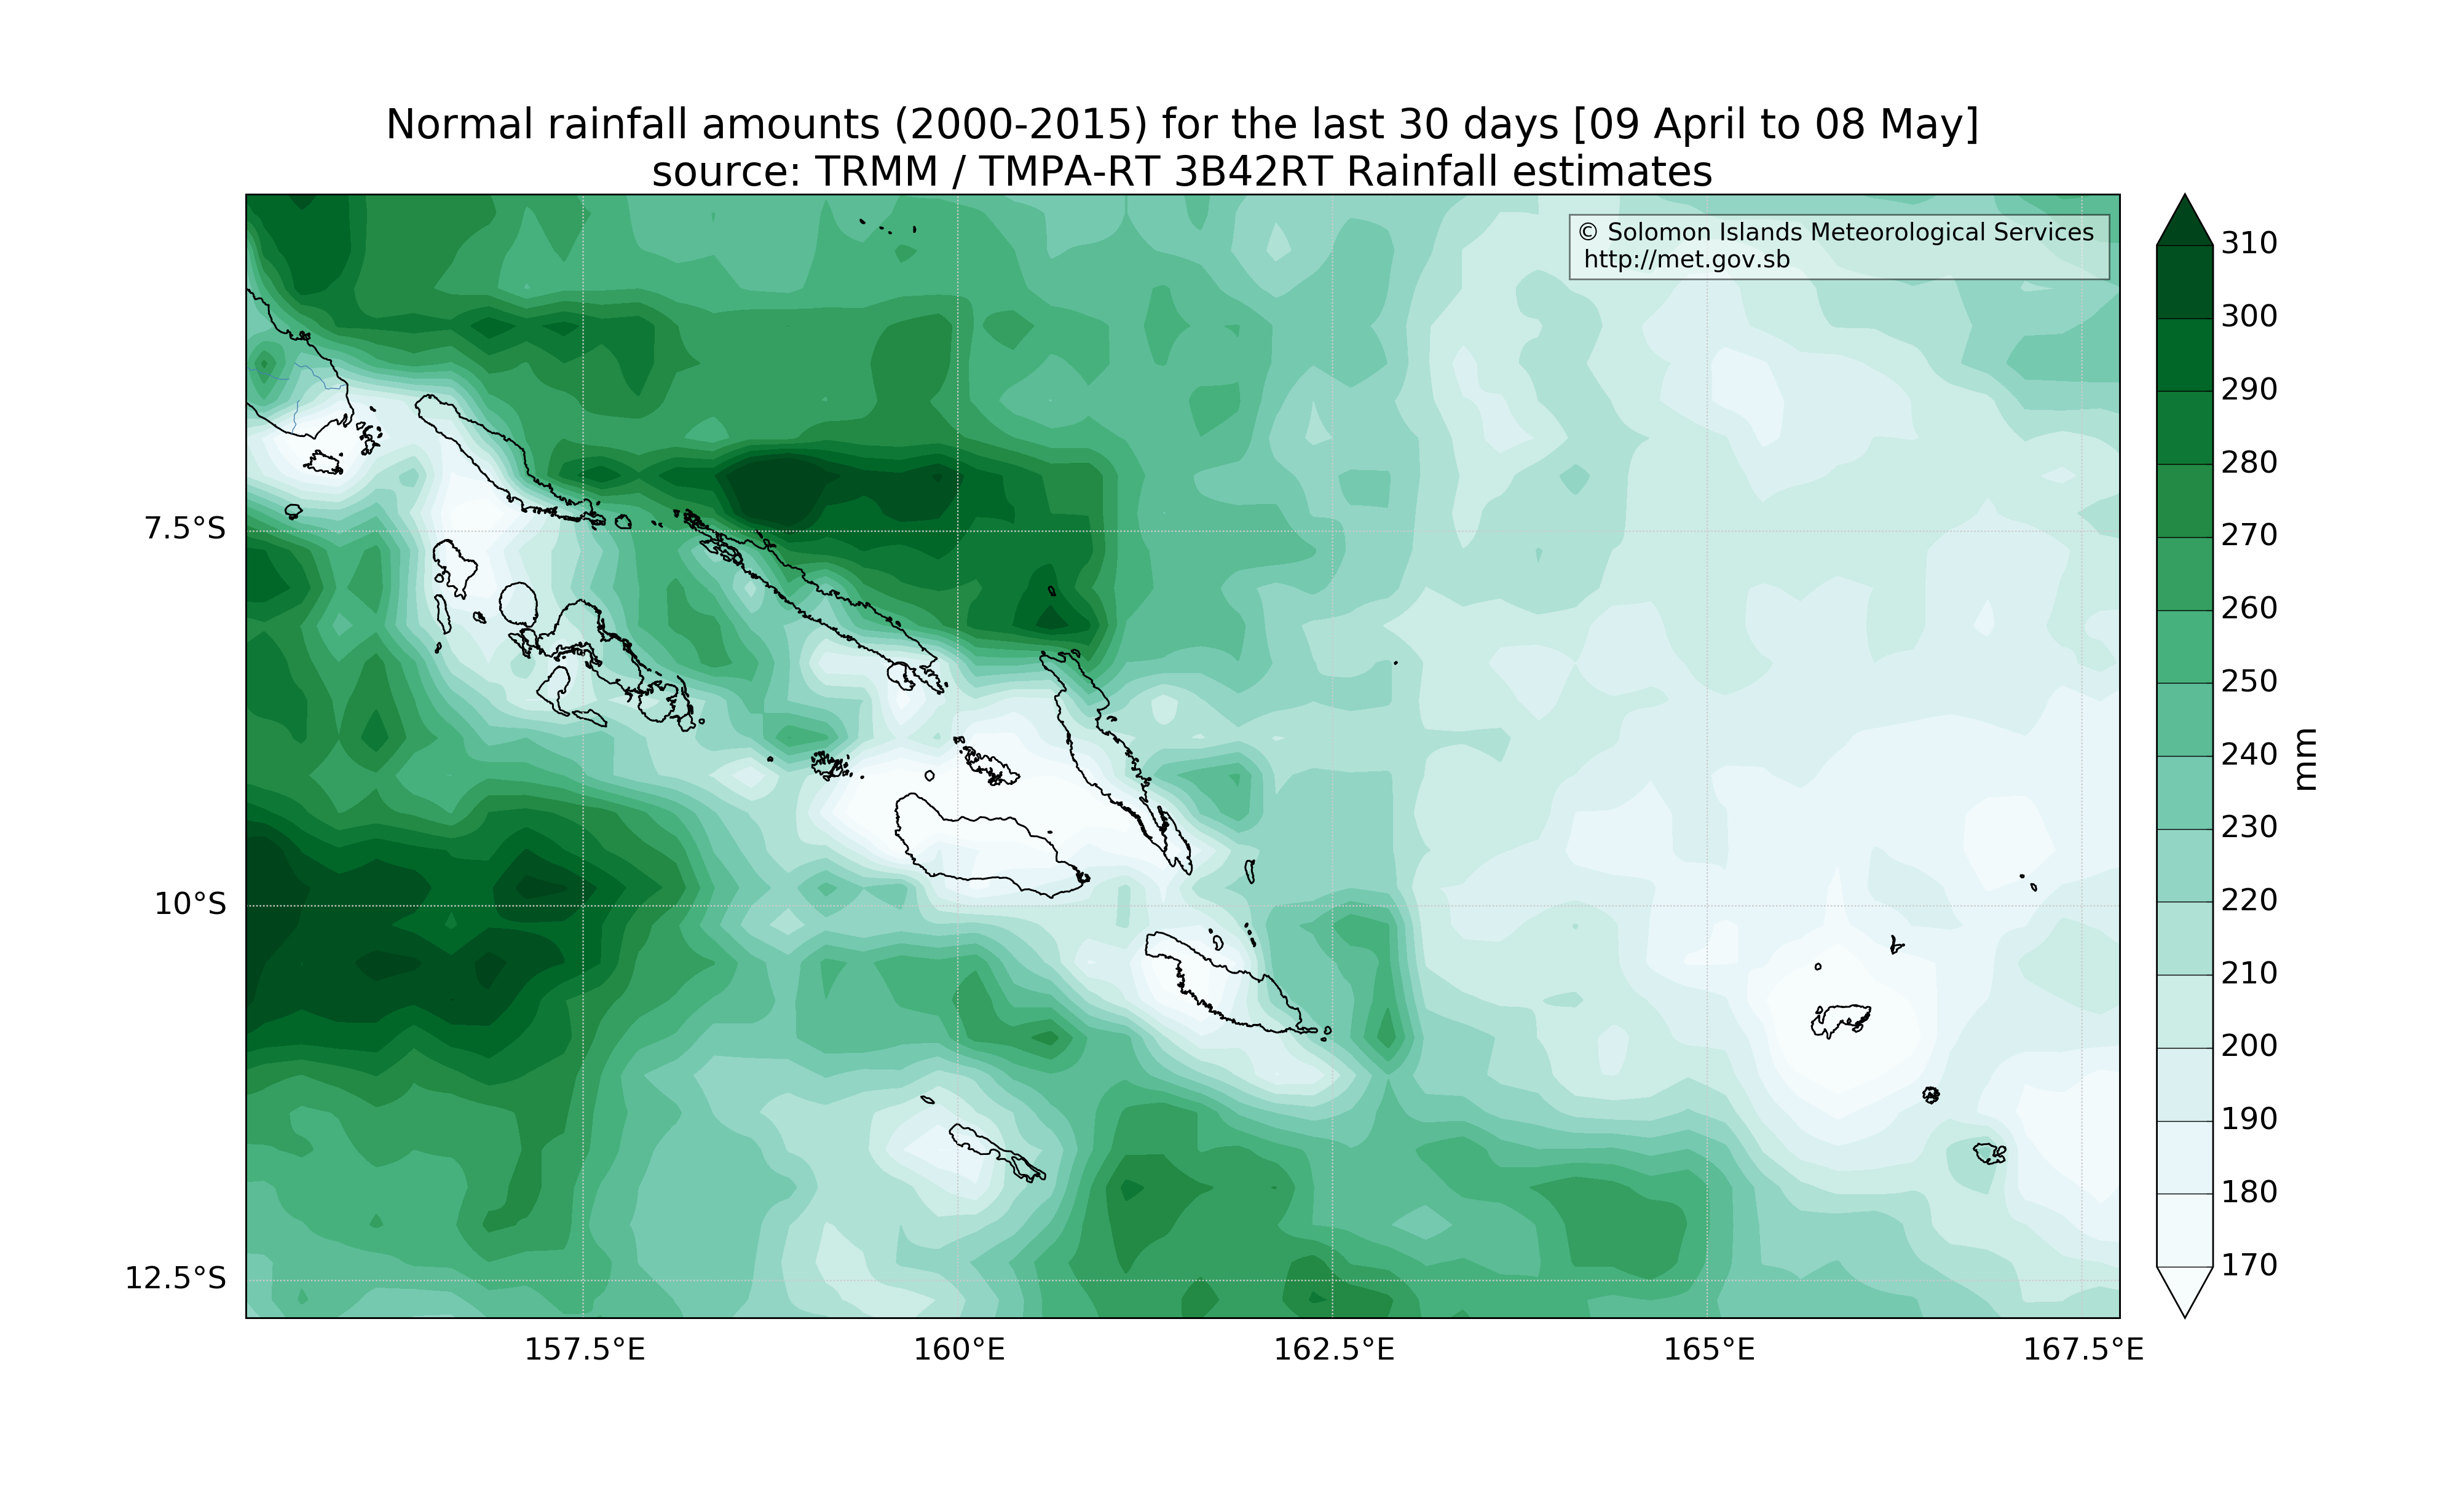 Normal rainfall amounts (2000-2015) for the last 30 days [09 April to 08 May]
source: TRMM / TMPA-RT 3B42RT Rainfall estimates
© Solomon Islands Meteorological Services
http://met.gov.sb
7.5°S
10°S
12.5°S
157.5°E
160°E
162.5°E
165°E
167.5°E
310
300
290
280
270
260
250
240
230
220
210
200
190
180
170
mm